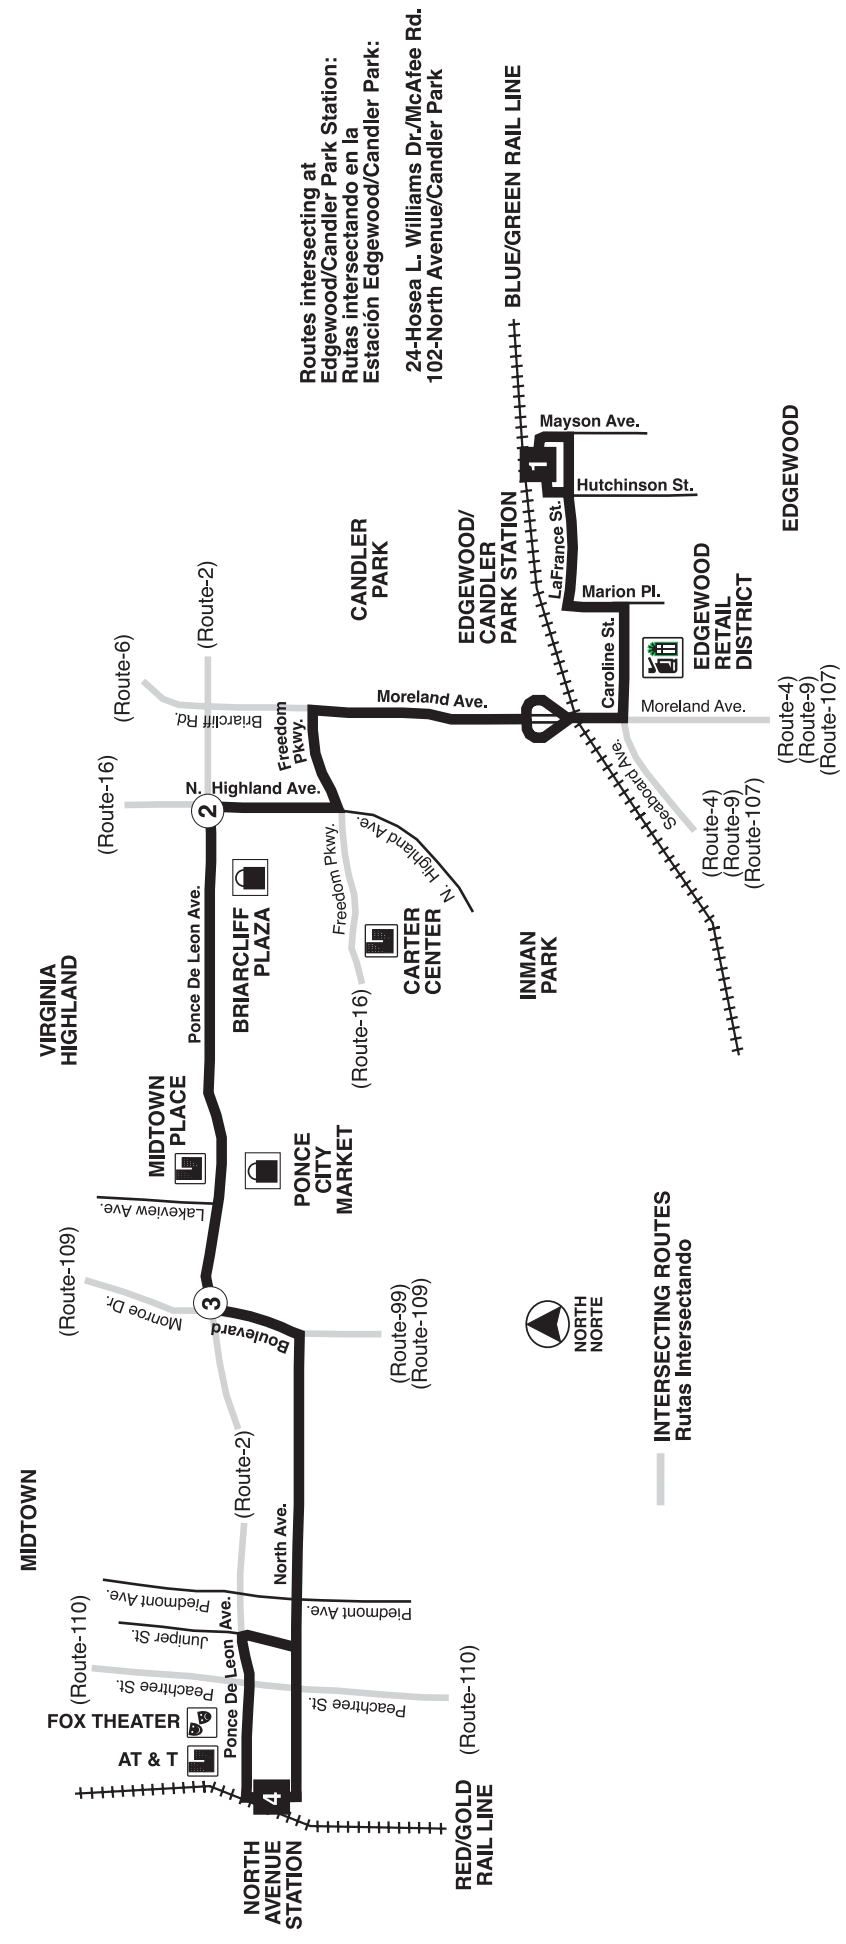 Routes intersecting at
Edgewood/Candler Park Station:
Rutas intersectando en la
Estación Edgewood/Candler Park:
24-Hosea L. Williams Dr./McAfee Rd.
102-North Avenue/Candler Park
BLUE/GREEN RAIL LINE
MIDTOWN
VIRGINIA
HIGHLAND
(Route-110)
(Route-109)
(Route-16)
(Route-6)
(Route-2)
FOX THEATER
AT & T
Peachtree St.
Juniper St.
Piedmont Ave.
Monroe Dr.
Lakeview Ave.
MIDTOWN
PLACE
Ponce De Leon Ave.
Briarcliff Rd.
Ponce De Leon Ave.
(Route-2)
3
2
N. Highland Ave.
Boulevard
BRIARCLIFF
PLAZA
PONCE
CITY
MARKET
Freedom
Pkwy.
NORTH
AVENUE
STATION
4
North Ave.
Peachtree St.
Piedmont Ave.
Freedom Pkwy.
N. Highland Ave.
(Route-16)
CARTER
CENTER
CANDLER
PARK
Moreland Ave.
(Route-99)
(Route-109)
(Route-110)
RED/GOLD
RAIL LINE
EDGEWOOD/
CANDLER
PARK STATION
1
Mayson Ave.
Hutchinson St.
LaFrance St.
Marion Pl.
Caroline St.
INMAN
PARK
NORTH
NORTE
Seaboard Ave.
Moreland Ave.
EDGEWOOD
RETAIL
DISTRICT
EDGEWOOD
(Route-4)
(Route-9)
(Route-107)
(Route-4)
(Route-9)
(Route-107)
INTERSECTING ROUTES
Rutas Intersectando